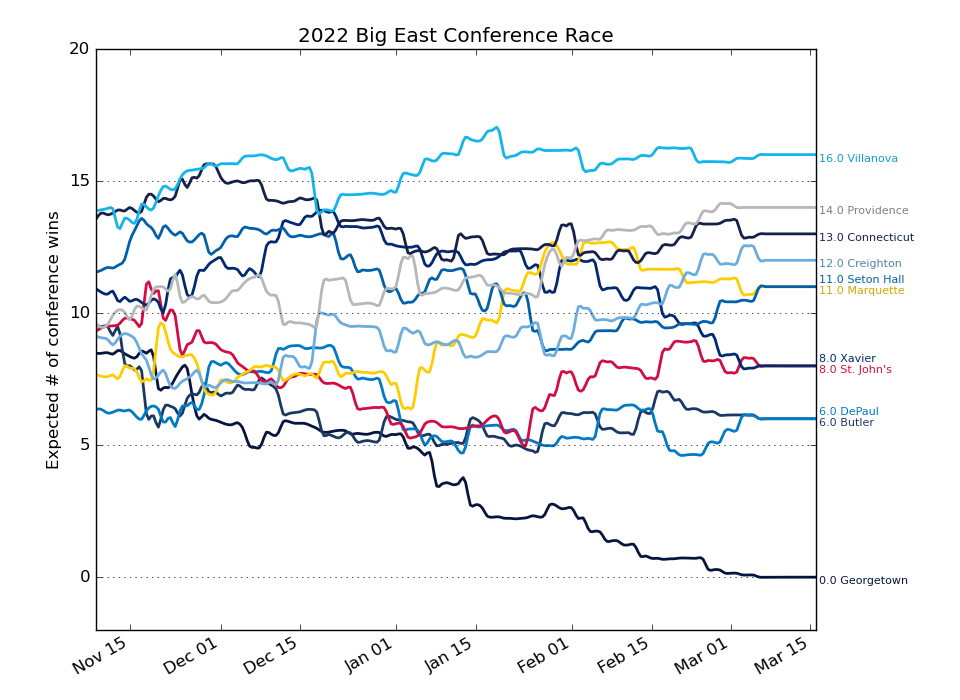 2022 Big East Conference Race
Expected # of conference wins
20
15
10
5
0
16.0 Villanova
14.0 Providence
13.0 Connecticut
12.0 Creighton
11.0 Seton Hall
11.0 Marquette
8.0 Xavier
8.0 St. John's
6.0 DePaul
6.0 Butler
0.0 Georgetown
Nov 15
Dec 01
Dec 15
Jan 01
Jan 15
Feb 01
Feb 15
Mar 01
Mar 15